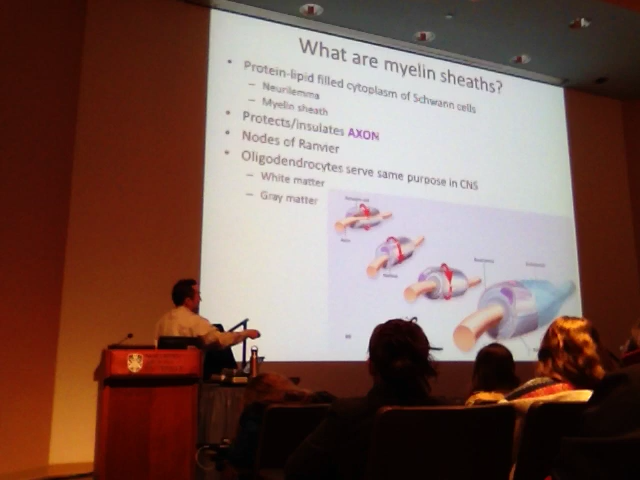 What are myelin sheaths?
• Protein-lipid filled cytoplasm of Schwann cells
– Neurilemma
– Myelin sheath
• Protects/insulates AXON
• Nodes of Ranvier
• Oligodendrocytes serve same purpose in CNS
– White matter
– Gray matter